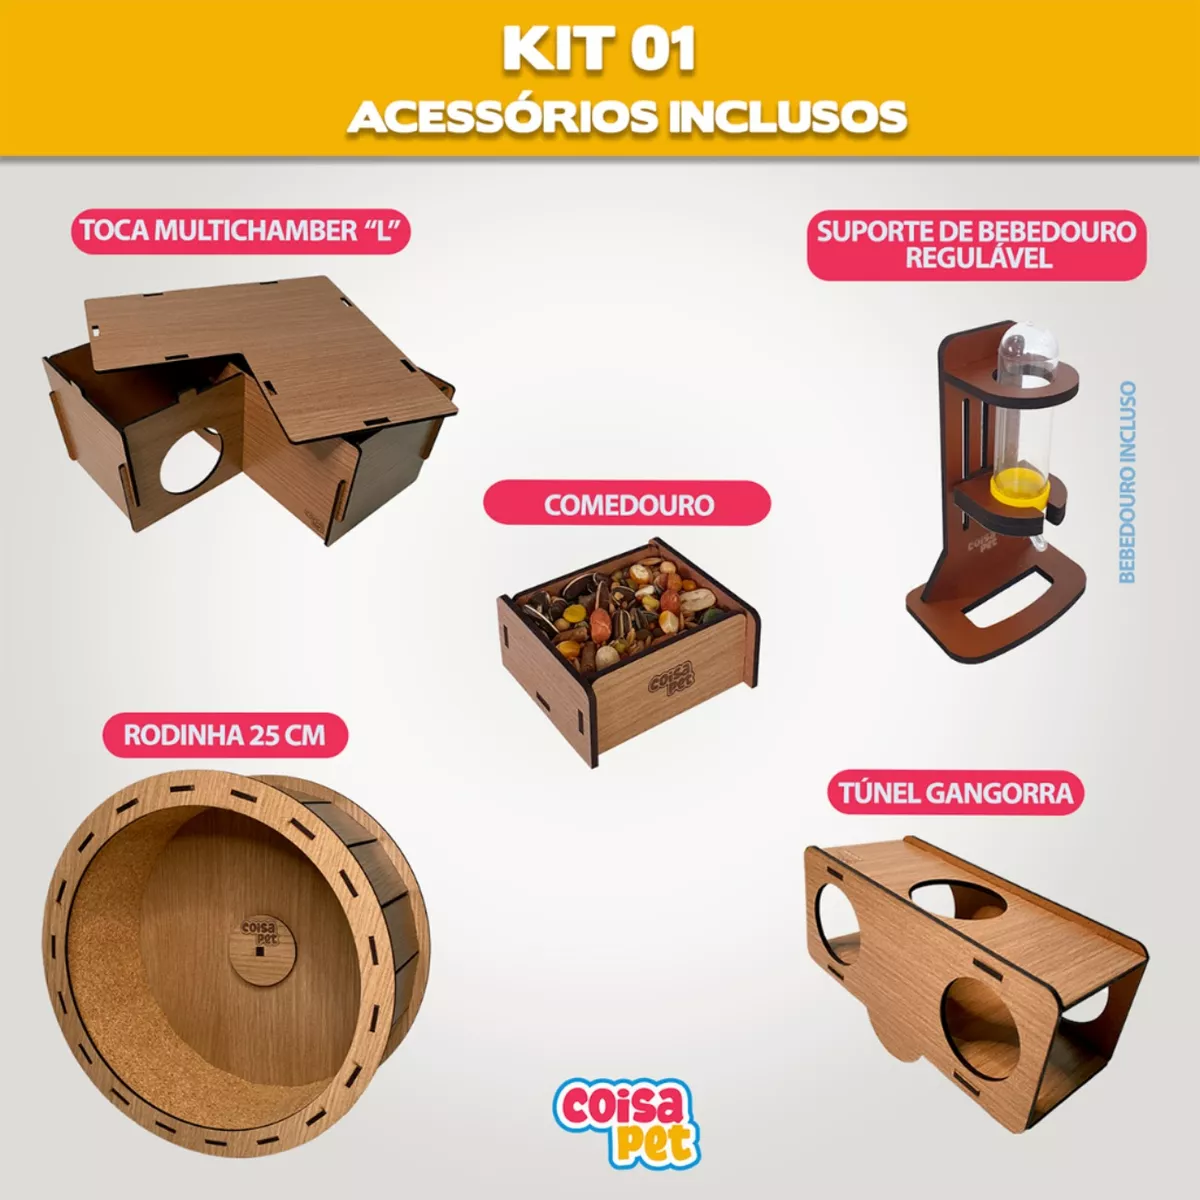 KIT 01
ACESSÓRIOS INCLUSOS
TOCA MULTICHAMBER “L”
SUPORTE DE BEBEDOURO
REGULÁVEL
BEBEDOURO INCLUSO
coisa
pet
COMEDOURO
coisa
pet
RODINHA 25 CM
coisa
pet
TÚNEL GANGORRA
coisa
pet